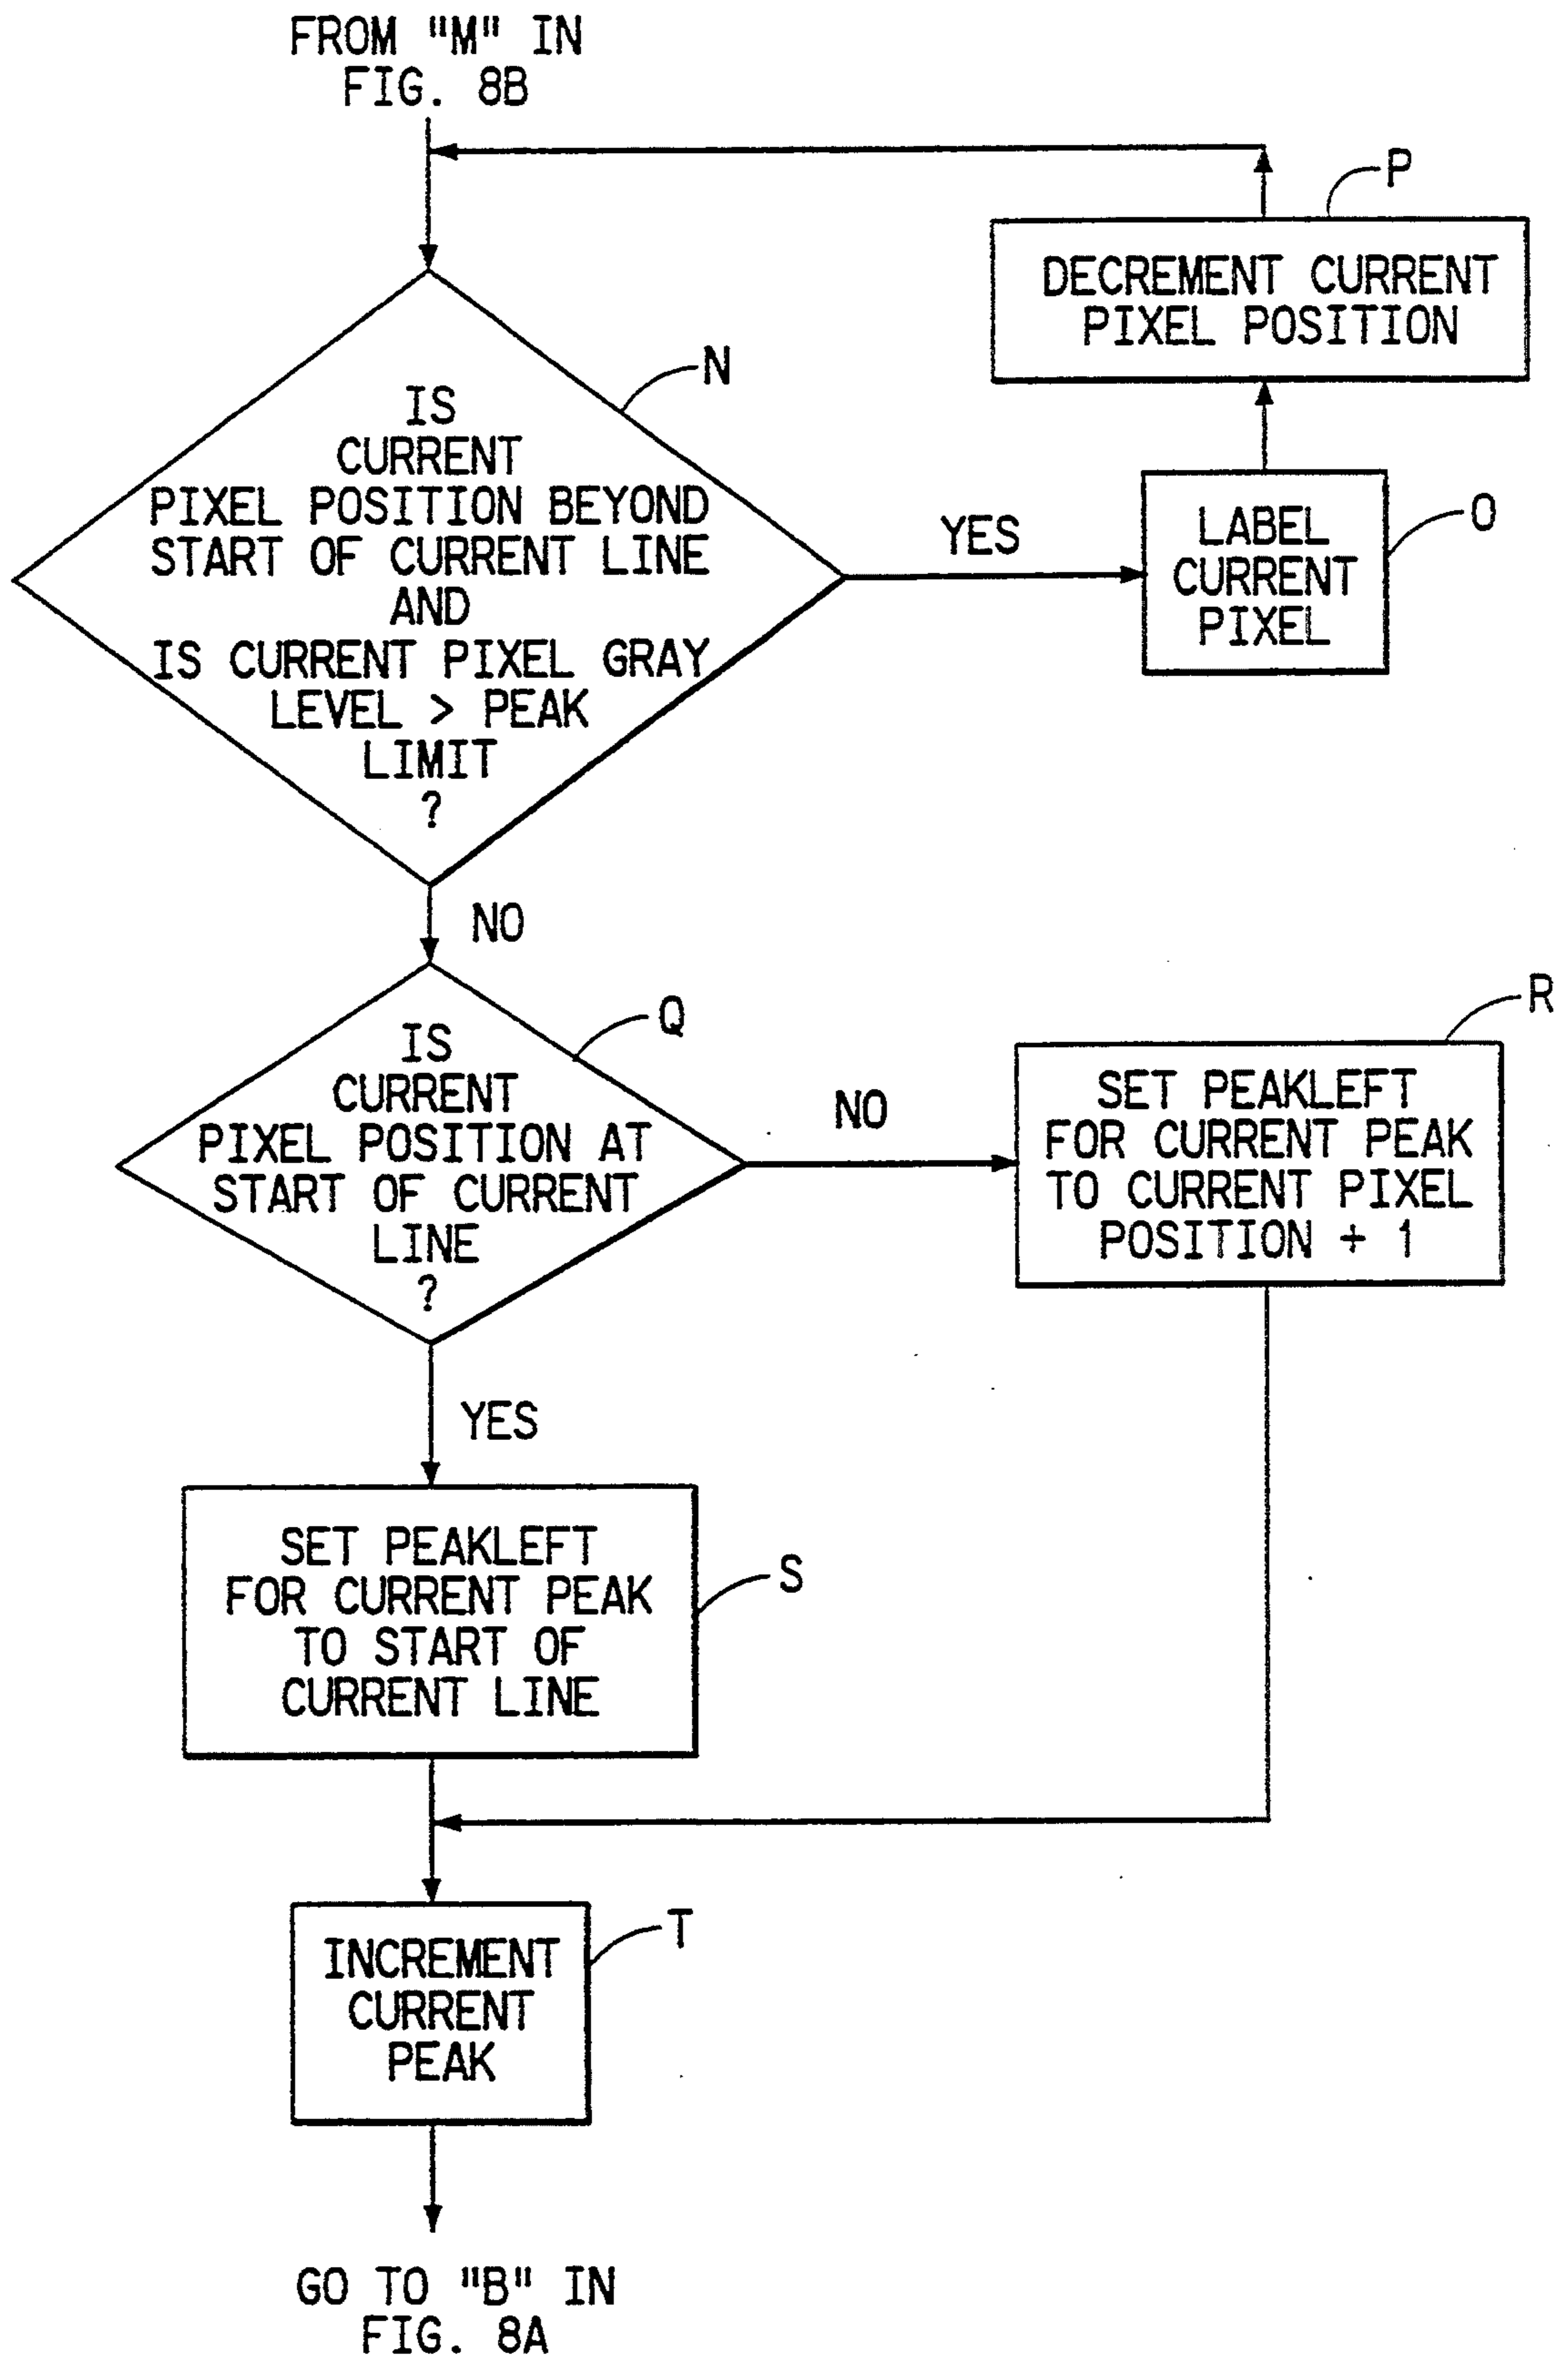 FROM "M" IN
FIG. 8B
P
DECREMENT CURRENT
PIXEL POSITION
N
IS
CURRENT
PIXEL POSITION BEYOND
START OF CURRENT LINE
AND
IS CURRENT PIXEL GRAY
LEVEL > PEAK
LIMIT
?
YES
O
LABEL
CURRENT
PIXEL
NO
Q
IS
CURRENT
PIXEL POSITION AT
START OF CURRENT
LINE
?
NO
R
SET PEAKLEFT
FOR CURRENT PEAK
TO CURRENT PIXEL
POSITION + 1
YES
SET PEAKLEFT
FOR CURRENT PEAK
TO START OF
CURRENT LINE
S
T
INCREMENT
CURRENT
PEAK
GO TO "B" IN
FIG. 8A